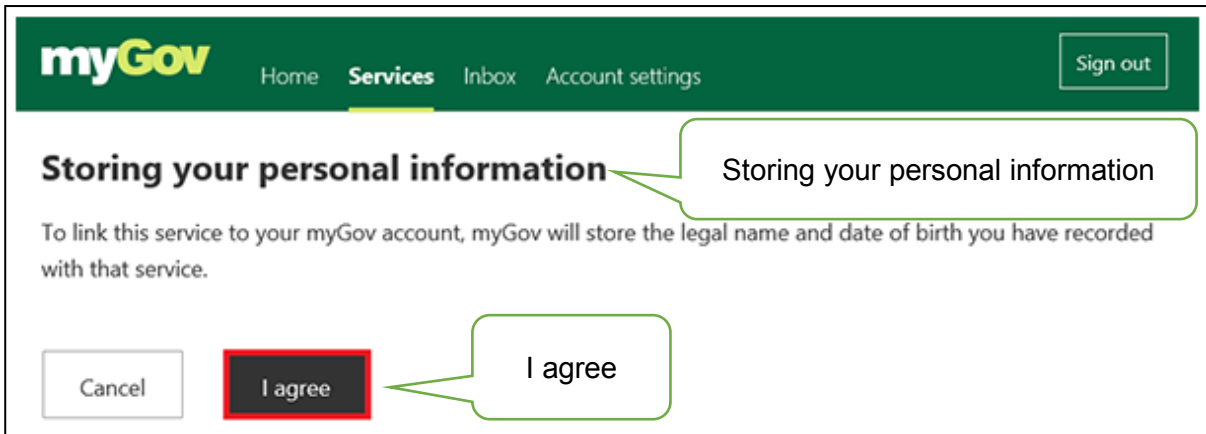 myGov Home Services Inbox Account settings Sign out
Storing your personal information
Storing your personal information
To link this service to your myGov account, myGov will store the legal name and date of birth you have recorded
with that service.
Cancel I agree
I agree